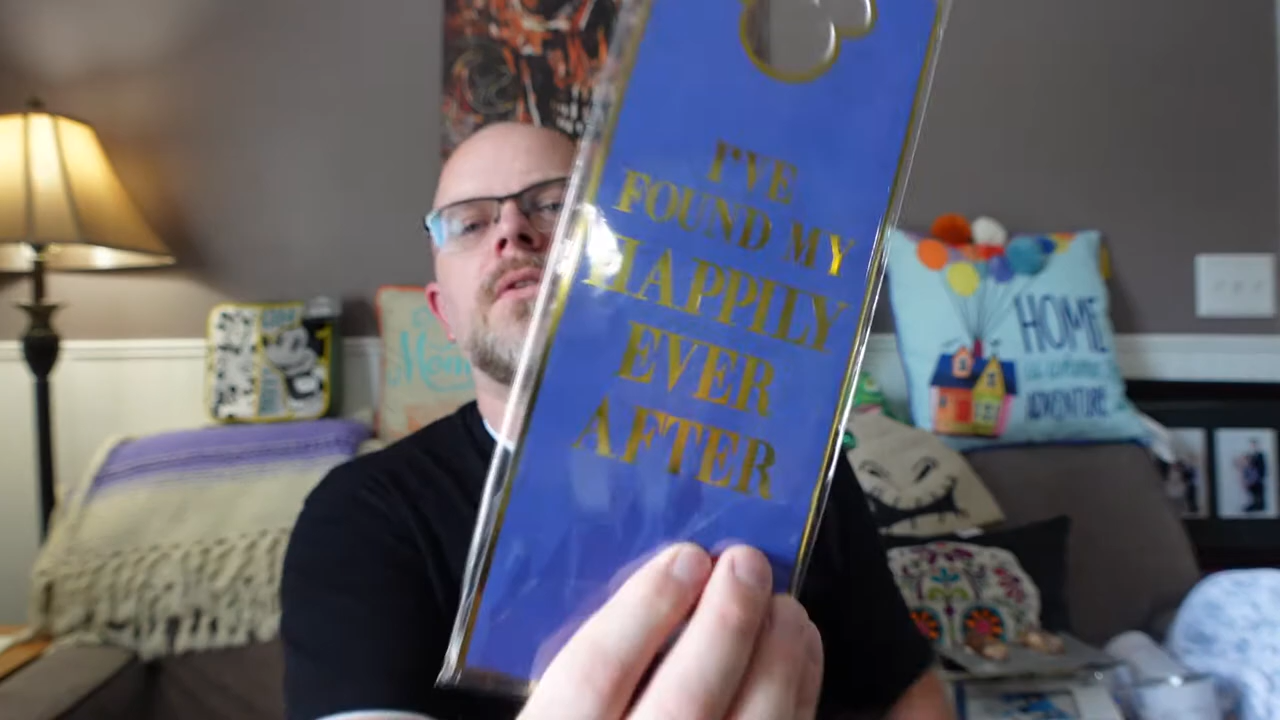 I'VE
FOUND MY
HAPPILY
EVER
AFTER
HOME
ADVENTURE